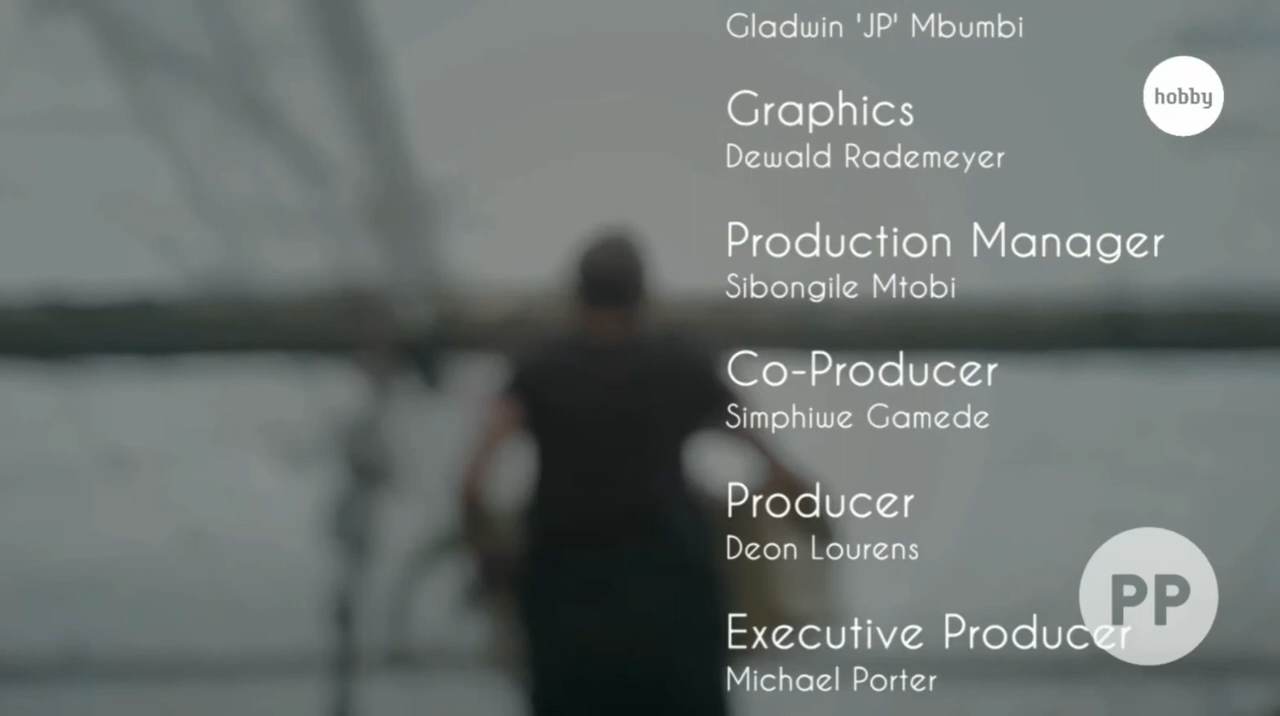 Gladwin 'JP' Mbumbi
hobby
Graphics
Dewald Rademeyer
Production Manager
Sibongile Mtobi
Co-Producer
Simphiwe Gamede
Producer
Deon Lourens
PP
Executive Producer
Michael Porter